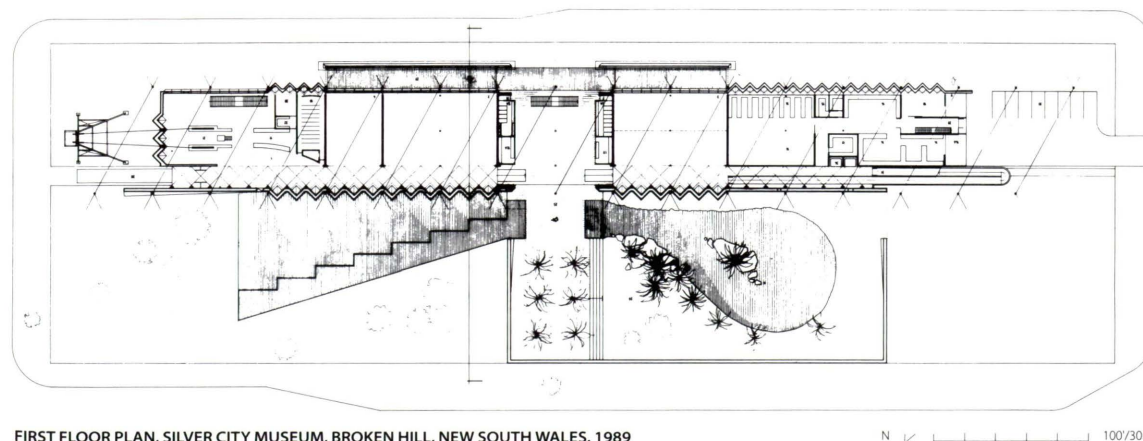 FIRST FLOOR PLAN, SILVER CITY MUSEUM, BROKEN HILL, NEW SOUTH WALES, 1989
N
100'/30